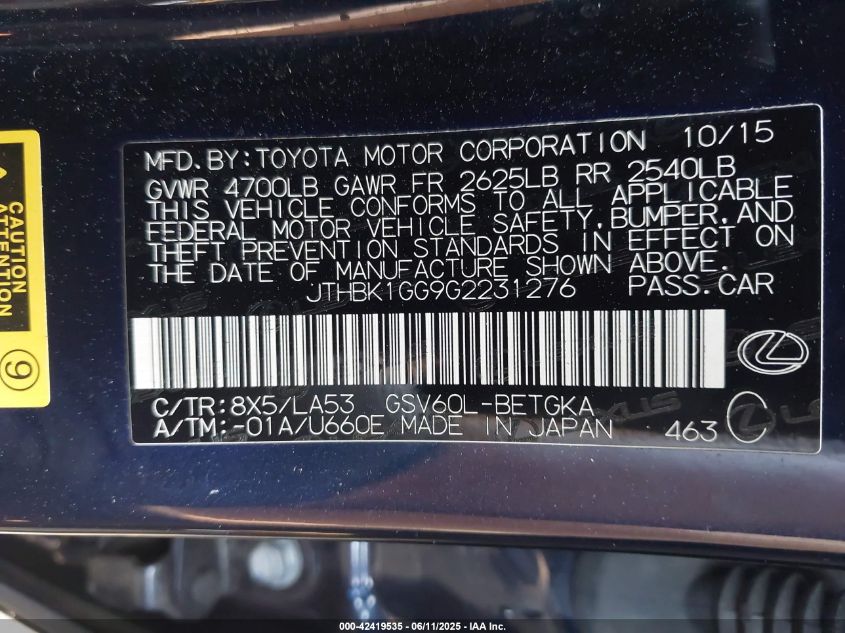 MFD. BY: TOYOTA MOTOR CORPORATION 10/15
GVWR 4700LB GAWR FR 2625LB RR 2540LB
THIS VEHICLE CONFORMS TO ALL APPLICABLE
FEDERAL MOTOR VEHICLE SAFETY, BUMPER, AND
THEFT PREVENTION STANDARDS IN EFFECT ON
THE DATE OF MANUFACTURE SHOWN ABOVE.
JTHBK1GG9G2231276 PASS.CAR
C/TR:8X5/LA53 GSV60L-BETGKA
A/TM:-01A/U660E MADE IN JAPAN 463 C
CAUTION
ATTENTION
9
000-42419535 - 06/11/2025 - IAA Inc.